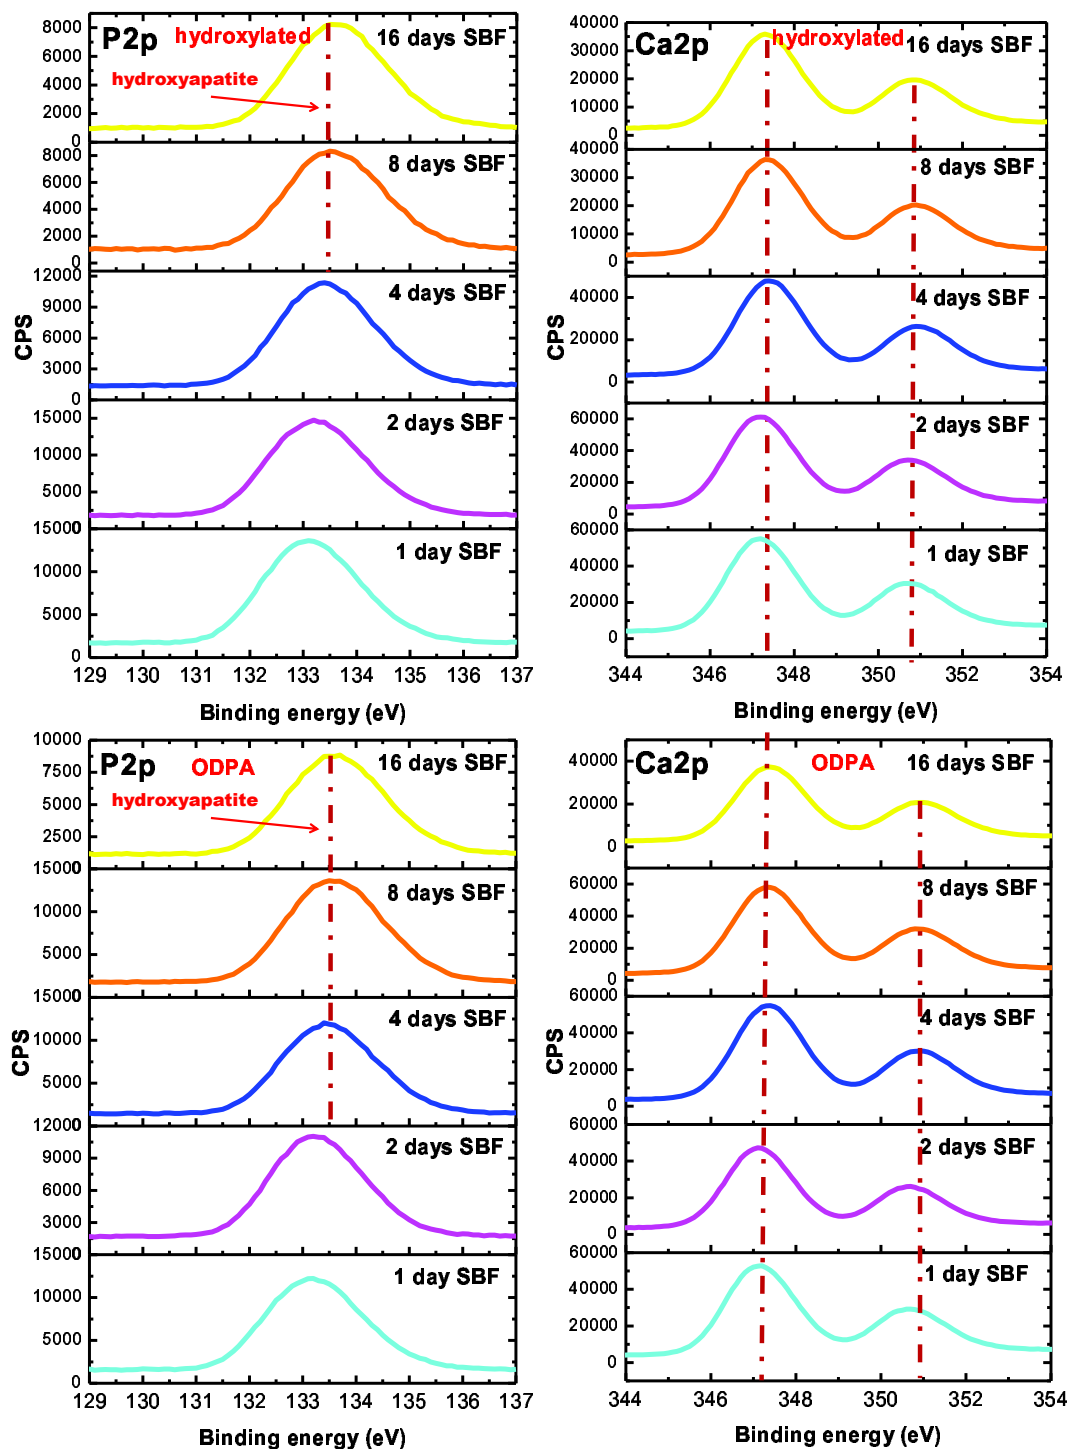 P2p
hydroxylated
16 days SBF
hydroxyapatite
8000
6000
4000
2000
0
8 days SBF
8000
6000
4000
2000
0
4 days SBF
12000
9000
6000
3000
0
2 days SBF
15000
10000
5000
0
1 day SBF
15000
10000
5000
0
CPS
129 130 131 132 133 134 135 136 137
Binding energy (eV)
Ca2p
hydroxylated
16 days SBF
40000
30000
20000
10000
0
8 days SBF
40000
30000
20000
10000
0
4 days SBF
40000
20000
0
2 days SBF
60000
40000
20000
0
1 day SBF
60000
40000
20000
0
CPS
344 346 348 350 352 354
Binding energy (eV)
P2p
ODPA
16 days SBF
hydroxyapatite
10000
7500
5000
2500
0
8 days SBF
15000
10000
5000
0
4 days SBF
15000
10000
5000
0
2 days SBF
12000
9000
6000
3000
0
1 day SBF
15000
10000
5000
0
CPS
129 130 131 132 133 134 135 136 137
Binding energy (eV)
Ca2p
ODPA
16 days SBF
40000
20000
0
8 days SBF
60000
40000
20000
0
4 days SBF
60000
40000
20000
0
2 days SBF
60000
40000
20000
0
1 day SBF
60000
40000
20000
0
CPS
344 346 348 350 352 354
Binding energy (eV)